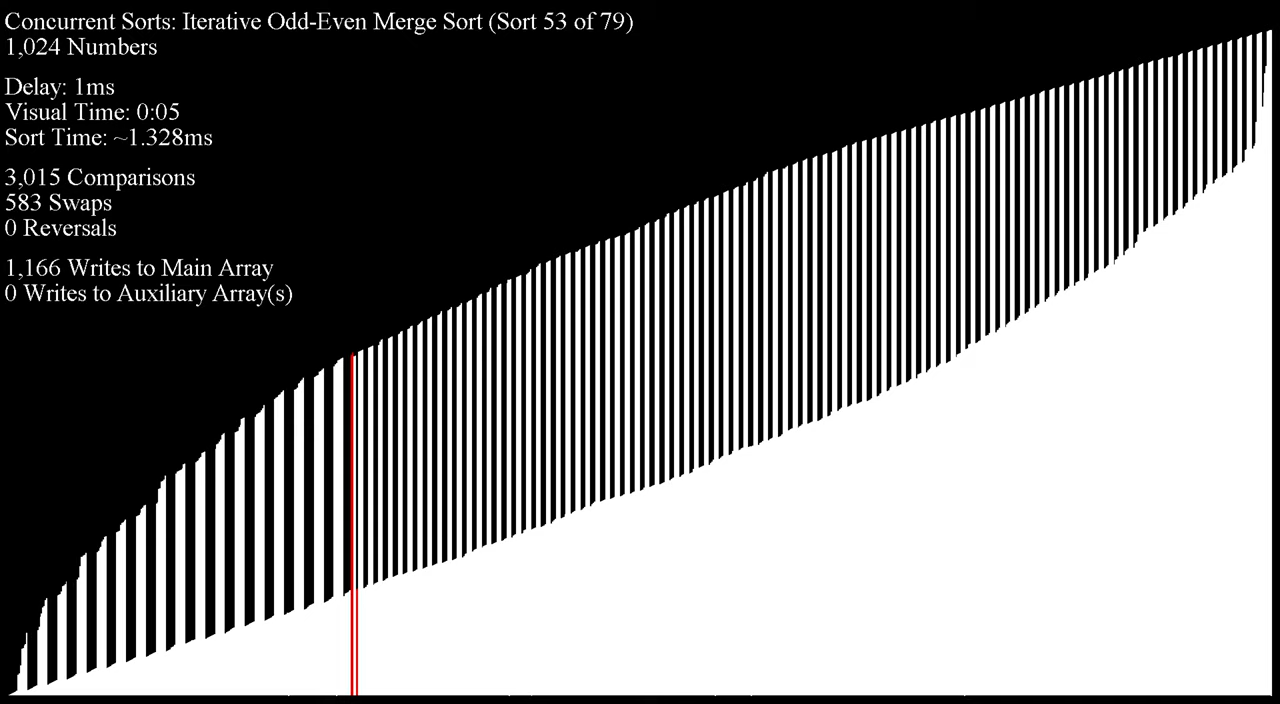 Concurrent Sorts: Iterative Odd-Even Merge Sort (Sort 53 of 79)
1,024 Numbers
Delay: 1ms
Visual Time: 0:05
Sort Time: ~1.328ms
3,015 Comparisons
583 Swaps
0 Reversals
1,166 Writes to Main Array
0 Writes to Auxiliary Array(s)